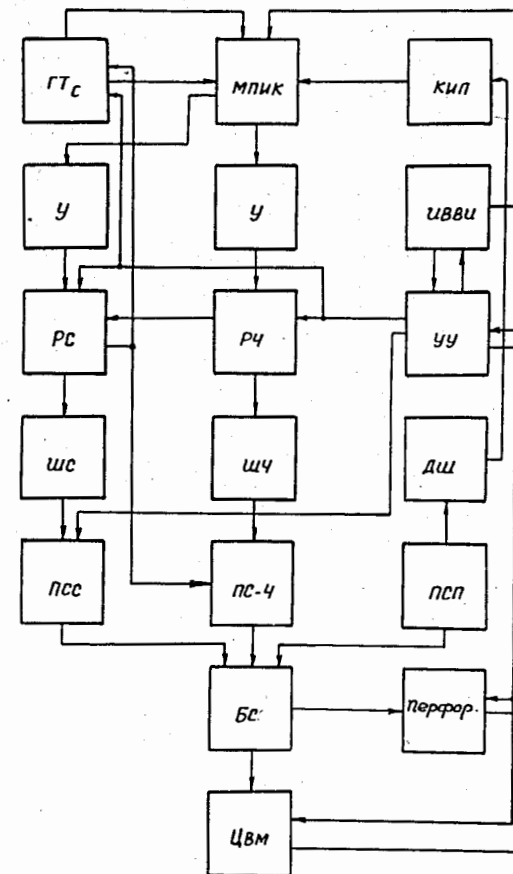 ГТс
МПИК
КИП
У
У
ИВВИ
РС
РЧ
УУ
ШС
ШЧ
ДШ
ПСС
ПС-Ч
ПСП
БС
Перфор.
ЦВМ